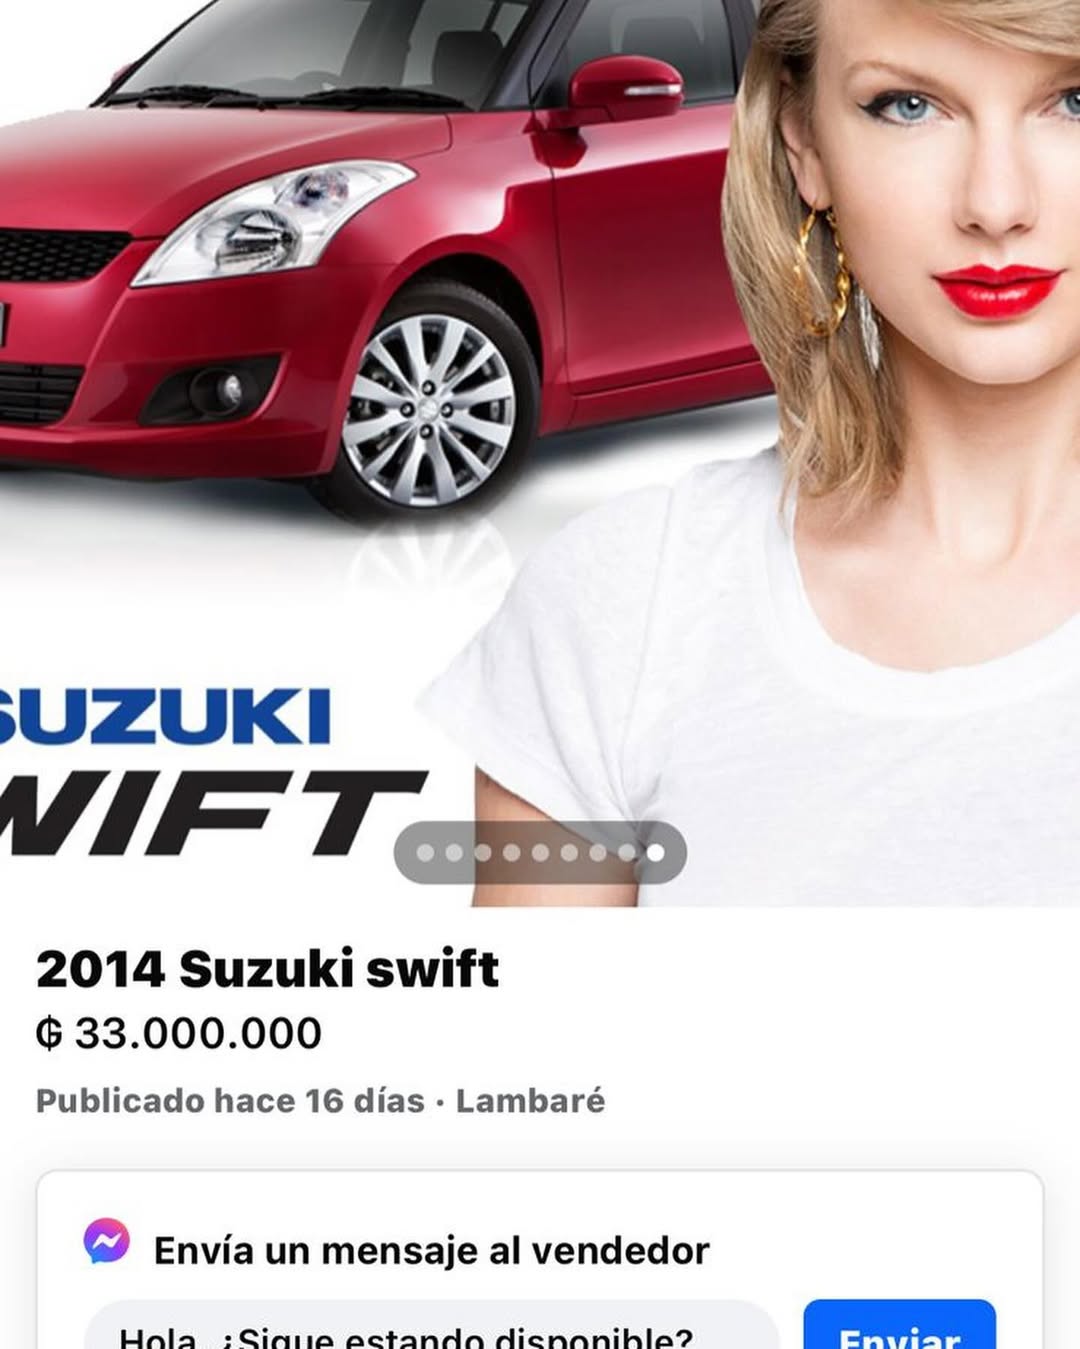 SUZUKI
WIFT
2014 Suzuki swift
₲ 33.000.000
Publicado hace 16 días · Lambaré
Envía un mensaje al vendedor
Hola, ¿Sigue estando disponible?
Enviar